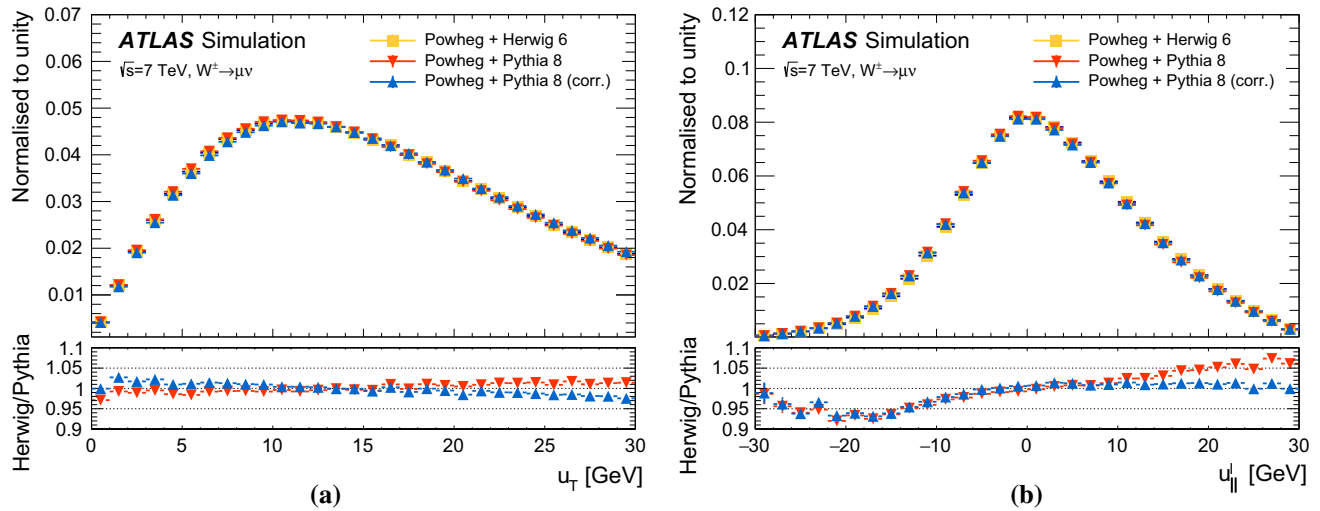 Normalised to unity
ATLAS Simulation
√s=7 TeV, W±→μν
Powheg + Herwig 6
Powheg + Pythia 8
Powheg + Pythia 8 (corr.)
0.07
0.06
0.05
0.04
0.03
0.02
0.01
Herwig/Pythia
1.1
1.05
1
0.95
0.9
0 5 10 15 20 25 30
u_T [GeV]
(a)
Normalised to unity
ATLAS Simulation
√s=7 TeV, W±→μν
Powheg + Herwig 6
Powheg + Pythia 8
Powheg + Pythia 8 (corr.)
0.12
0.1
0.08
0.06
0.04
0.02
Herwig/Pythia
1.1
1.05
1
0.95
0.9
−30 −20 −10 0 10 20 30
u_∥^l [GeV]
(b)